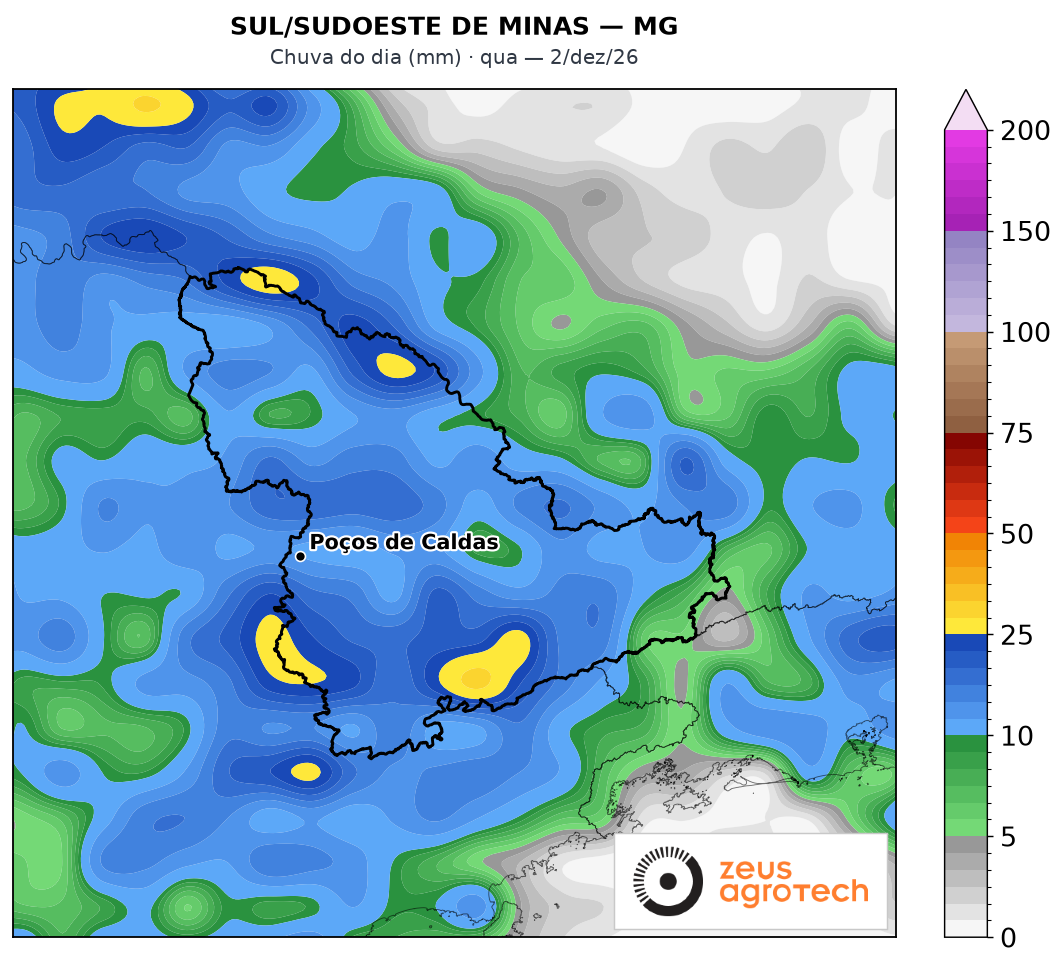 SUL/SUDOESTE DE MINAS — MG
Chuva do dia (mm) · qua — 2/dez/26
200
150
100
75
50
25
10
5
0
Poços de Caldas
zeus
agrotech